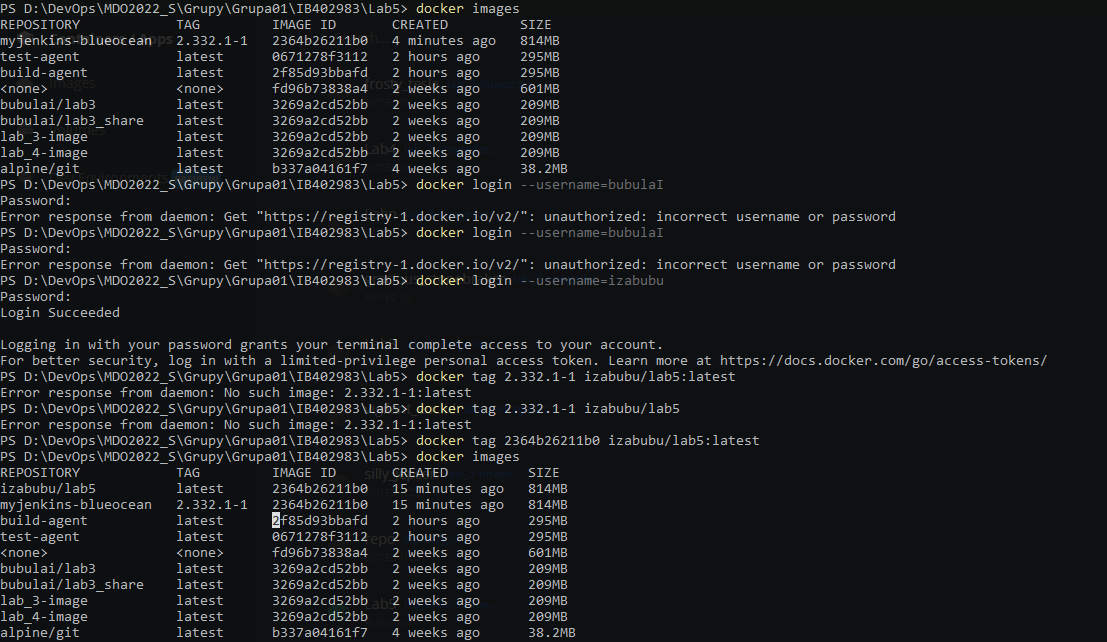 PS D:\DevOps\MDO2022_S\Grupy\Grupa01\IB402983\Lab5> docker images
REPOSITORY            TAG         IMAGE ID       CREATED          SIZE
myjenkins-blueocean   2.332.1-1   2364b26211b0   4 minutes ago    814MB
test-agent            latest      0671278f3112   2 hours ago      295MB
build-agent           latest      2f85d93bbafd   2 hours ago      295MB
<none>                <none>      fd96b73838a4   2 weeks ago      601MB
bubulai/lab3          latest      3269a2cd52bb   2 weeks ago      209MB
bubulai/lab3_share    latest      3269a2cd52bb   2 weeks ago      209MB
lab_3-image           latest      3269a2cd52bb   2 weeks ago      209MB
lab_4-image           latest      3269a2cd52bb   2 weeks ago      209MB
alpine/git            latest      b337a04161f7   4 weeks ago      38.2MB
PS D:\DevOps\MDO2022_S\Grupy\Grupa01\IB402983\Lab5> docker login --username=bubulaI
Password:
Error response from daemon: Get "https://registry-1.docker.io/v2/": unauthorized: incorrect username or password
PS D:\DevOps\MDO2022_S\Grupy\Grupa01\IB402983\Lab5> docker login --username=bubulaI
Password:
Error response from daemon: Get "https://registry-1.docker.io/v2/": unauthorized: incorrect username or password
PS D:\DevOps\MDO2022_S\Grupy\Grupa01\IB402983\Lab5> docker login --username=izabubu
Password:
Login Succeeded
Logging in with your password grants your terminal complete access to your account.
For better security, log in with a limited-privilege personal access token. Learn more at https://docs.docker.com/go/access-tokens/
PS D:\DevOps\MDO2022_S\Grupy\Grupa01\IB402983\Lab5> docker tag 2.332.1-1 izabubu/lab5:latest
Error response from daemon: No such image: 2.332.1-1:latest
PS D:\DevOps\MDO2022_S\Grupy\Grupa01\IB402983\Lab5> docker tag 2.332.1-1 izabubu/lab5
Error response from daemon: No such image: 2.332.1-1:latest
PS D:\DevOps\MDO2022_S\Grupy\Grupa01\IB402983\Lab5> docker tag 2364b26211b0 izabubu/lab5:latest
PS D:\DevOps\MDO2022_S\Grupy\Grupa01\IB402983\Lab5> docker images
REPOSITORY            TAG         IMAGE ID       CREATED          SIZE
izabubu/lab5          latest      2364b26211b0   15 minutes ago   814MB
myjenkins-blueocean   2.332.1-1   2364b26211b0   15 minutes ago   814MB
build-agent           latest      2f85d93bbafd   2 hours ago      295MB
test-agent            latest      0671278f3112   2 hours ago      295MB
<none>                <none>      fd96b73838a4   2 weeks ago      601MB
bubulai/lab3          latest      3269a2cd52bb   2 weeks ago      209MB
bubulai/lab3_share    latest      3269a2cd52bb   2 weeks ago      209MB
lab_3-image           latest      3269a2cd52bb   2 weeks ago      209MB
lab_4-image           latest      3269a2cd52bb   2 weeks ago      209MB
alpine/git            latest      b337a04161f7   4 weeks ago      38.2MB